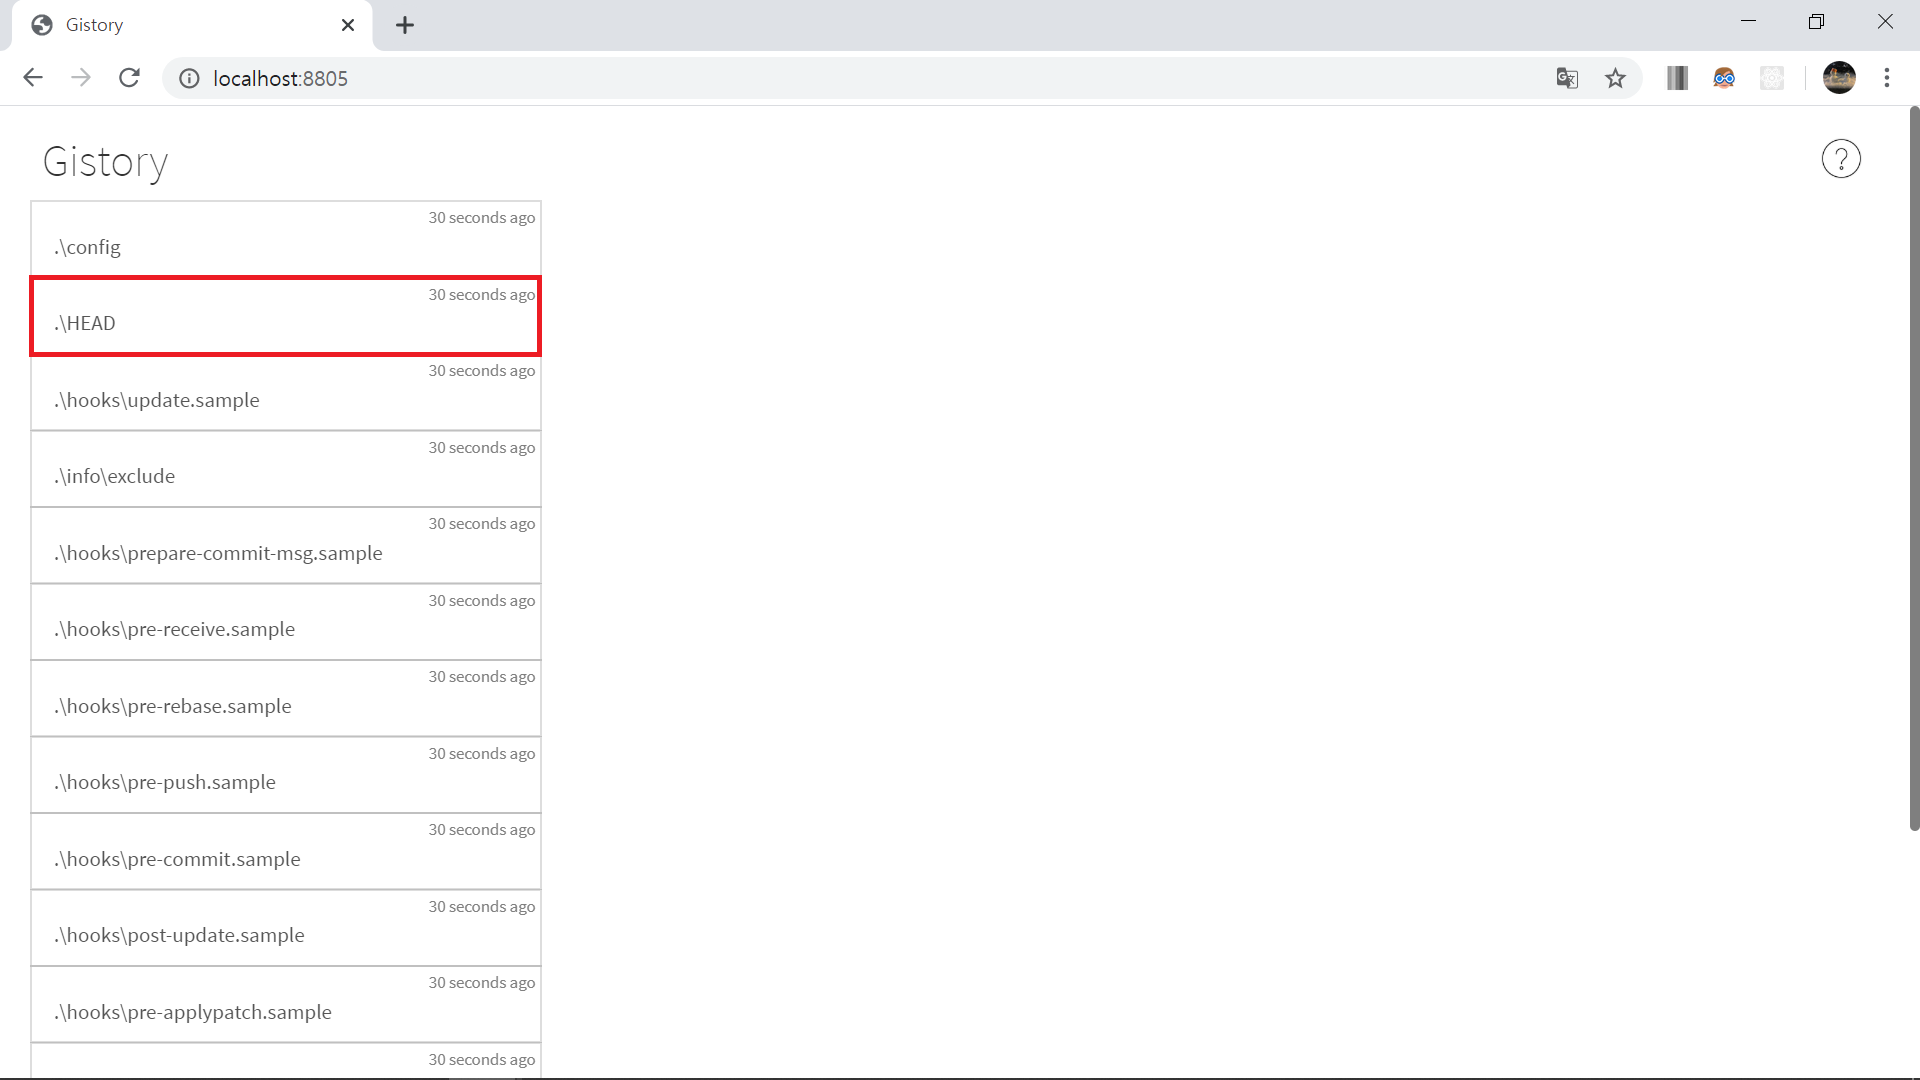 Gistory
localhost:8805
Gistory
?
30 seconds ago
.\config
30 seconds ago
.\HEAD
30 seconds ago
.\hooks\update.sample
30 seconds ago
.\info\exclude
30 seconds ago
.\hooks\prepare-commit-msg.sample
30 seconds ago
.\hooks\pre-receive.sample
30 seconds ago
.\hooks\pre-rebase.sample
30 seconds ago
.\hooks\pre-push.sample
30 seconds ago
.\hooks\pre-commit.sample
30 seconds ago
.\hooks\post-update.sample
30 seconds ago
.\hooks\pre-applypatch.sample
30 seconds ago